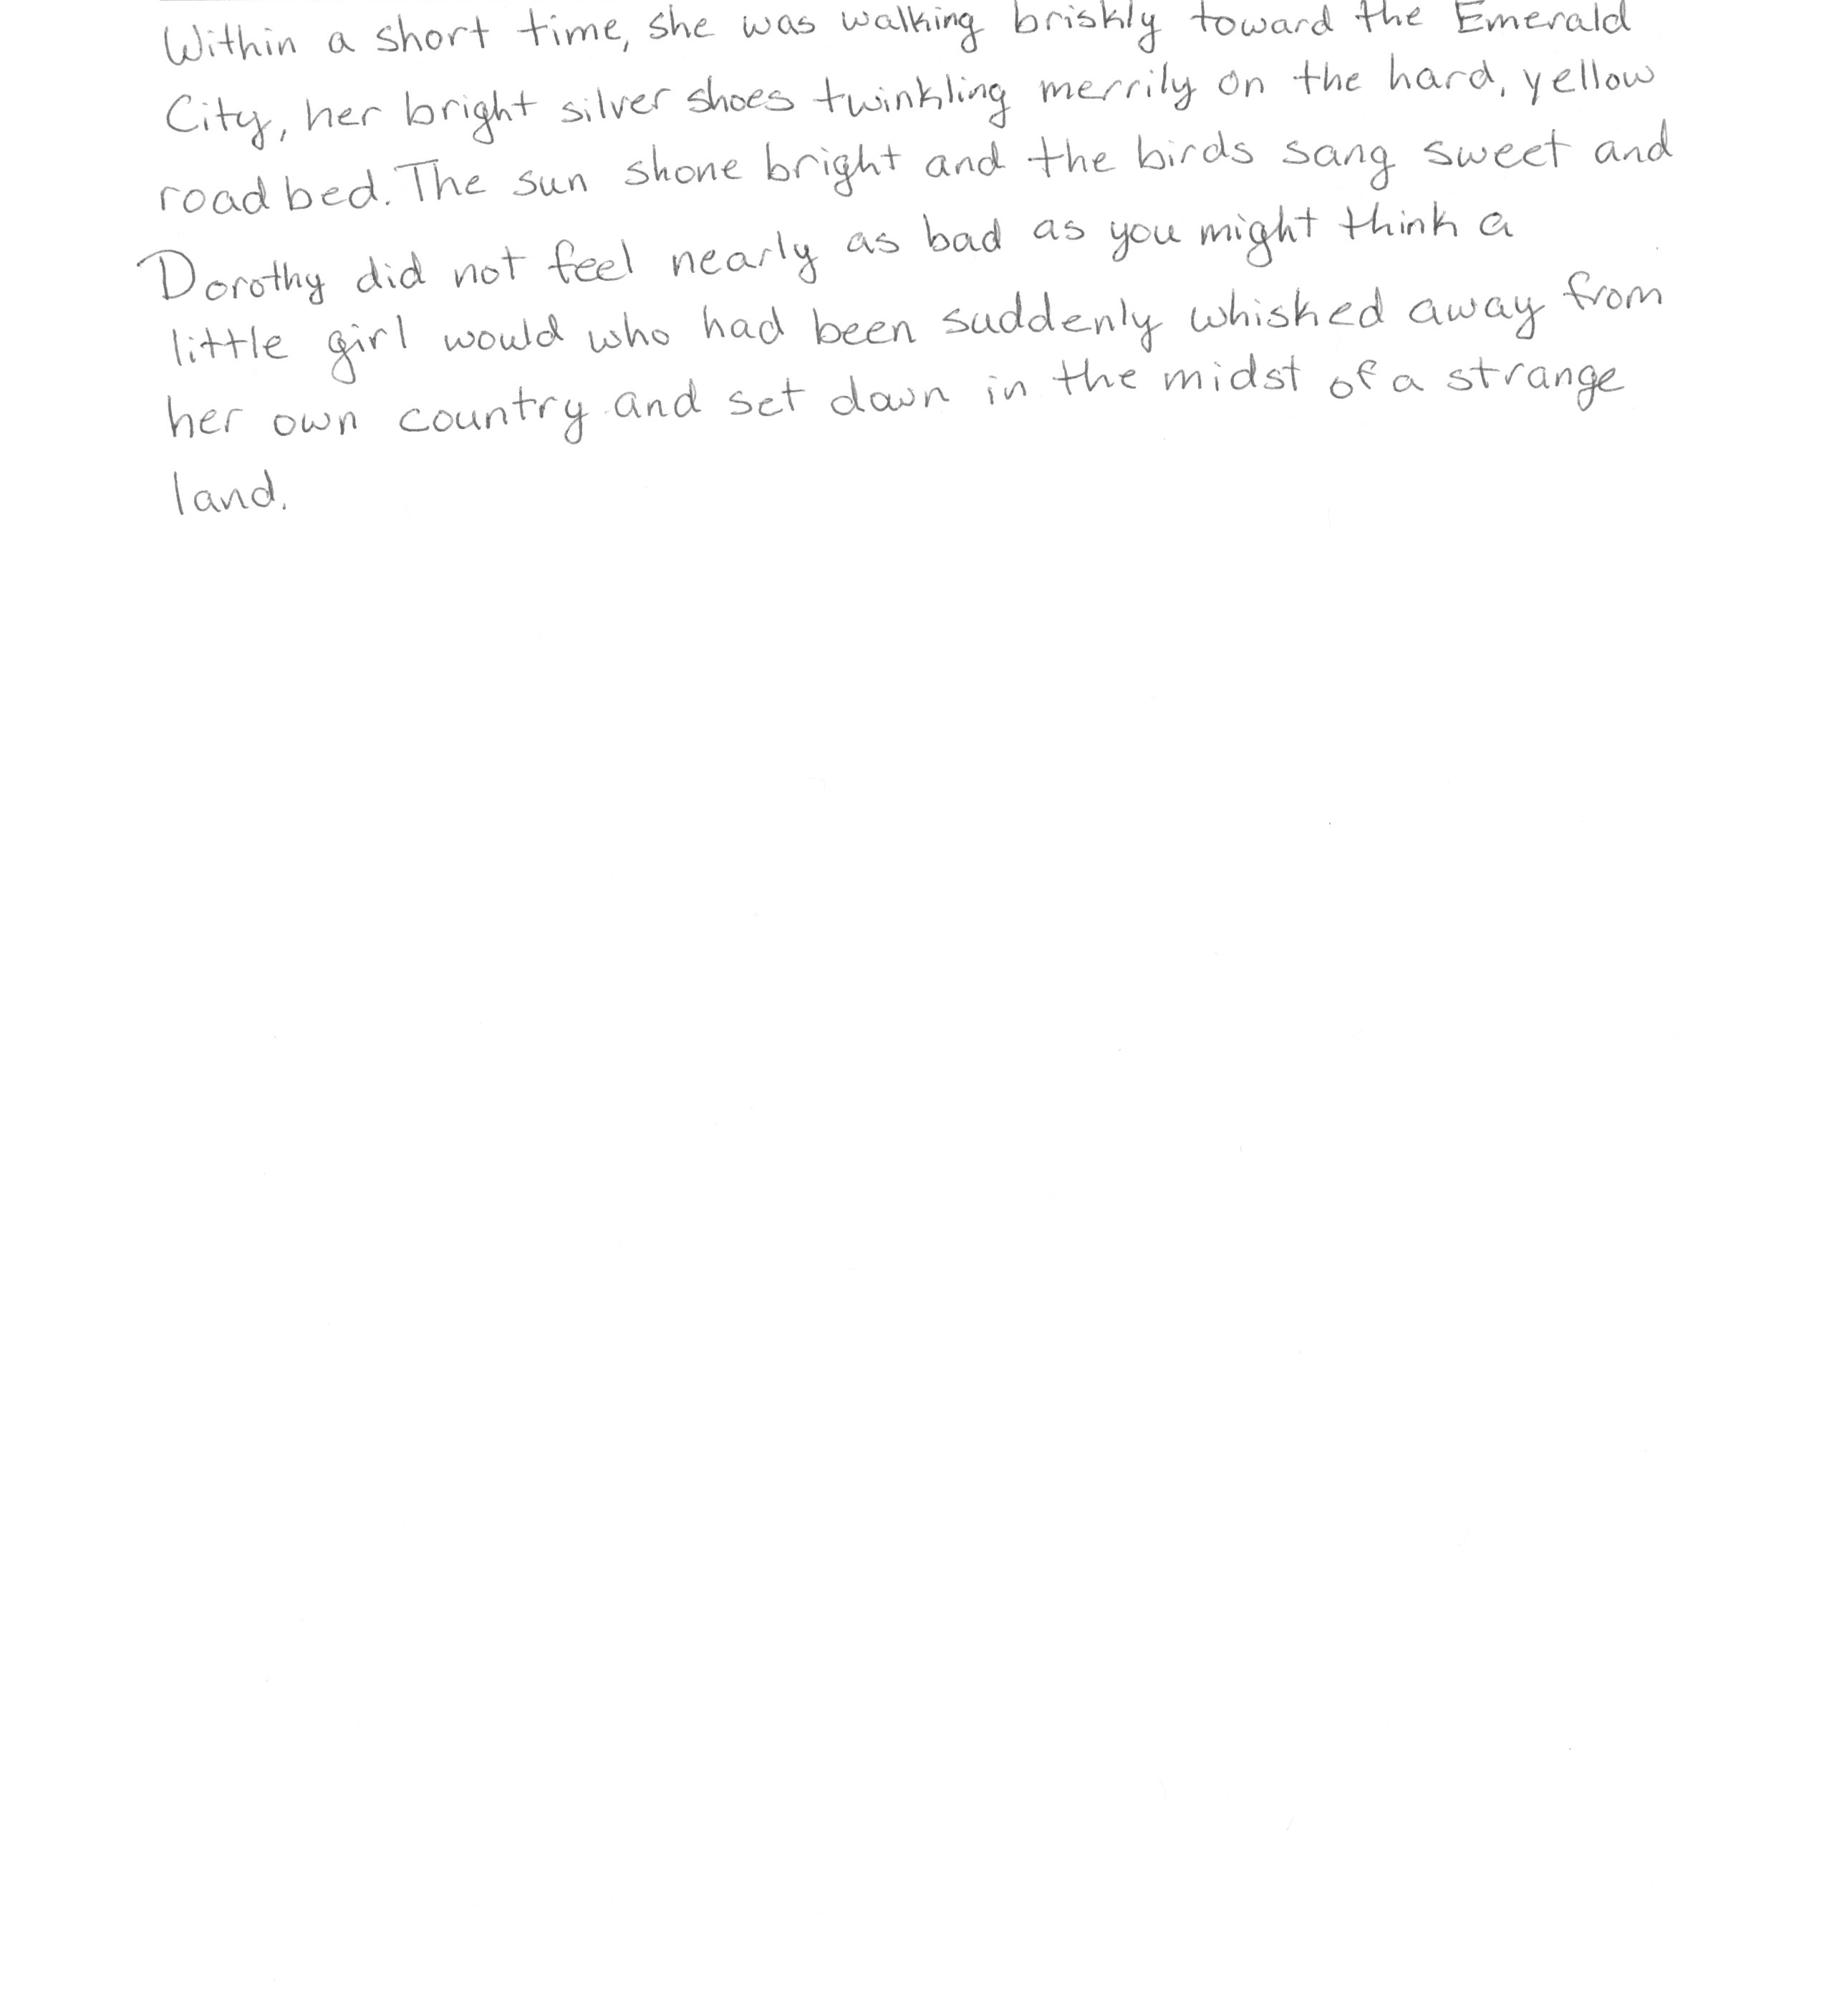 Within a short time, she was walking briskly toward the Emerald
City, her bright silver shoes twinkling merrily on the hard, yellow
roadbed. The sun shone bright and the birds sang sweet and
Dorothy did not feel nearly as bad as you might think a
little girl would who had been suddenly whisked away from
her own country and set down in the midst of a strange
land.